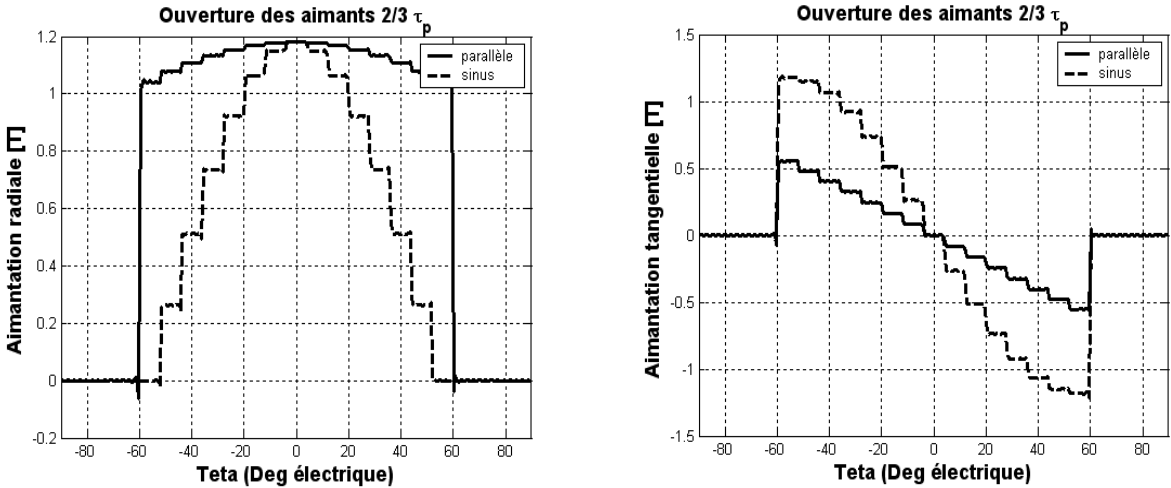 Ouverture des aimants 2/3 τp
1.2
1
0.8
0.6
0.4
0.2
0
-0.2
-80 -60 -40 -20 0 20 40 60 80
Aimantation radiale [T]
Teta (Deg électrique)
parallèle
sinus
Ouverture des aimants 2/3 τp
1.5
1
0.5
0
-0.5
-1
-1.5
-80 -60 -40 -20 0 20 40 60 80
Aimantation tangentielle [T]
Teta (Deg électrique)
parallèle
sinus